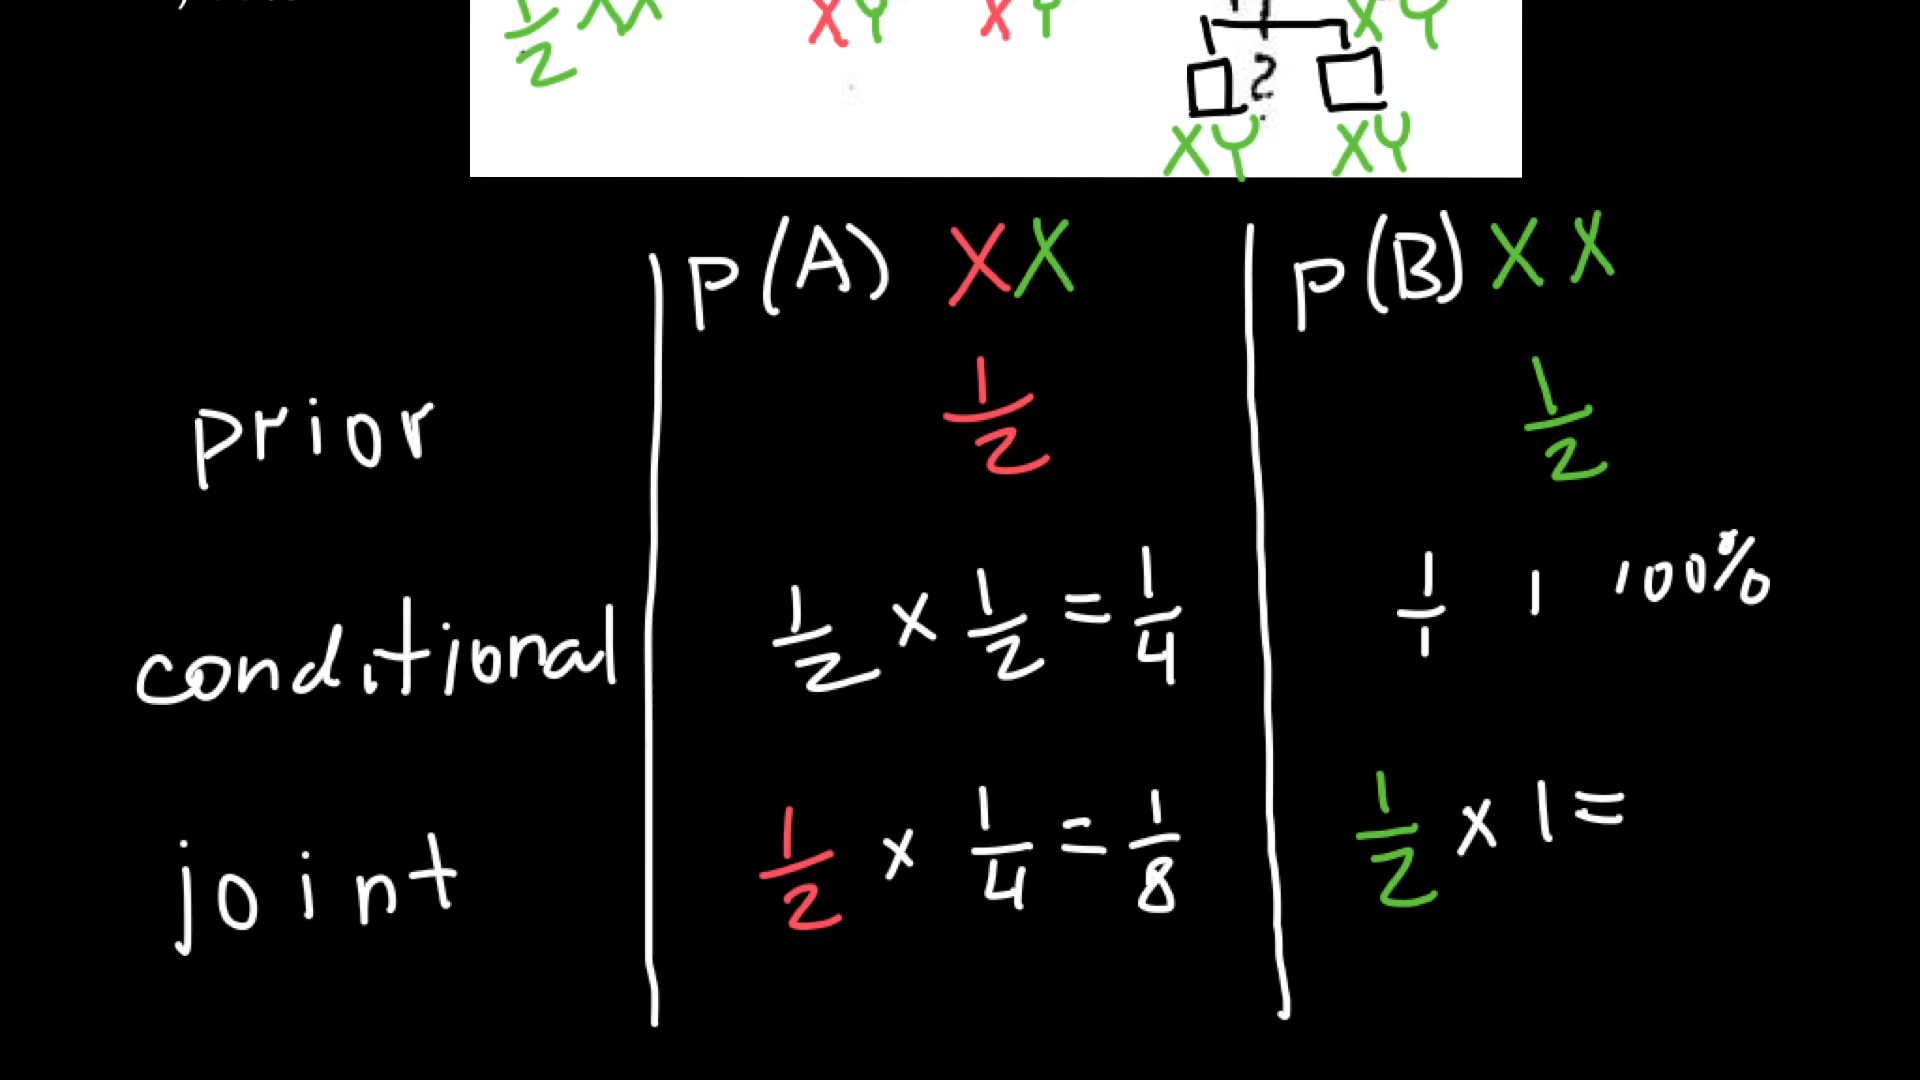 1/2 XX XY XY XY
?
XY XY
P(A) XX P(B) XX
prior 1/2 1/2
conditional 1/2 x 1/2 = 1/4 1/1 1 100%
joint 1/2 x 1/4 = 1/8 1/2 x 1 =